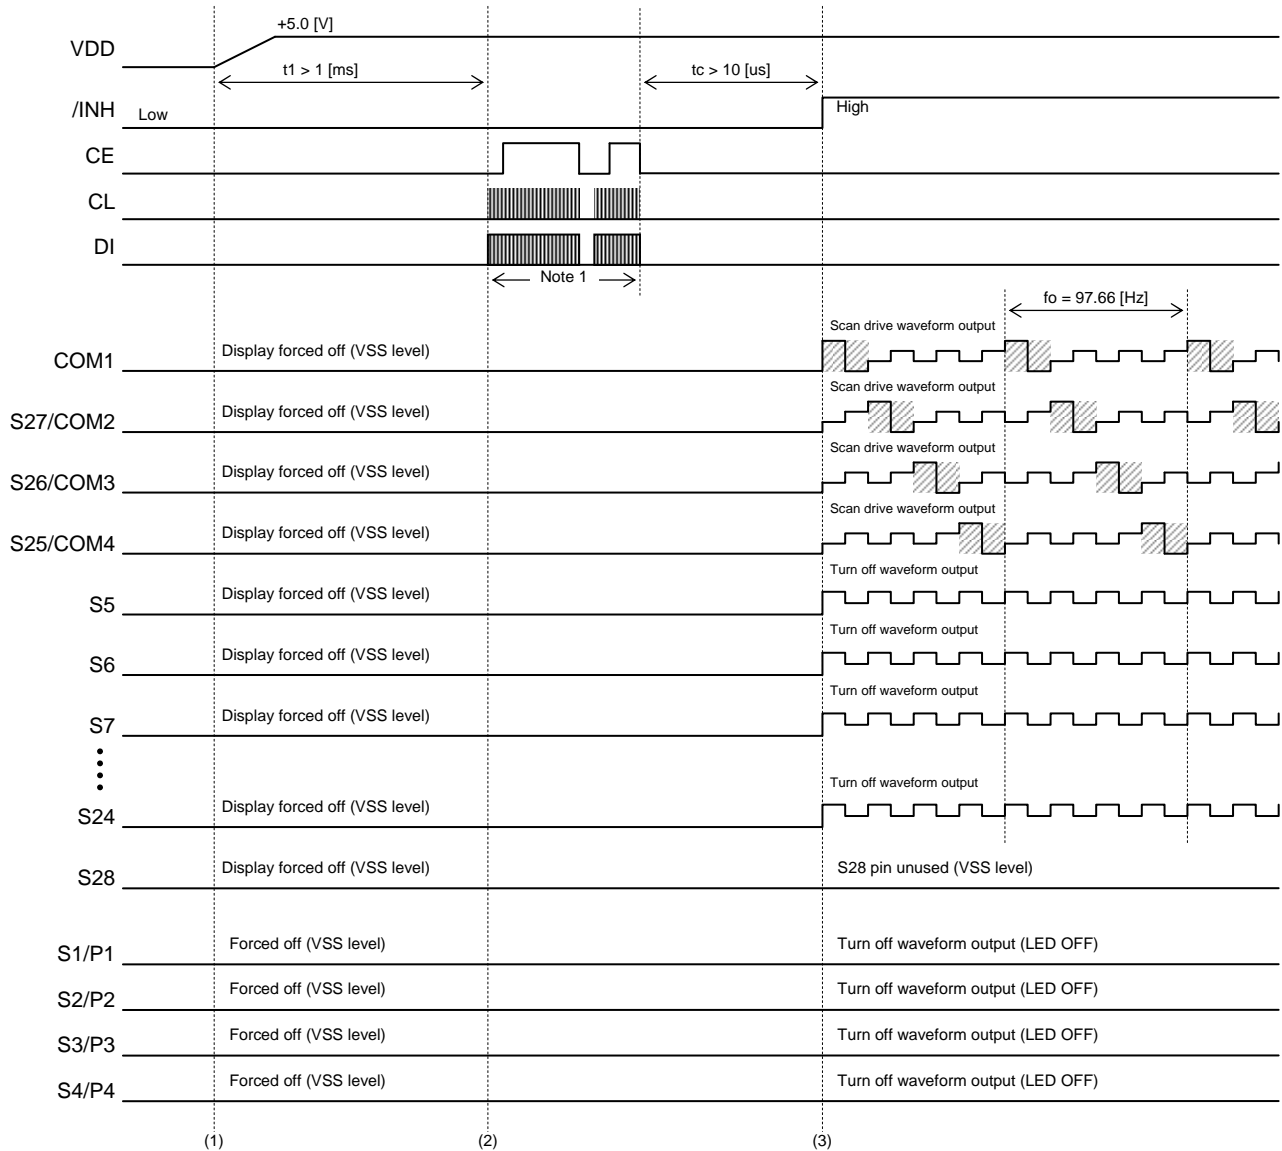 +5.0 [V]
VDD
t1 > 1 [ms]
tc > 10 [us]
/INH
Low
High
CE
CL
DI
Note 1
fo = 97.66 [Hz]
Scan drive waveform output
COM1
Display forced off (VSS level)
Scan drive waveform output
S27/COM2
Display forced off (VSS level)
Scan drive waveform output
S26/COM3
Display forced off (VSS level)
Scan drive waveform output
S25/COM4
Display forced off (VSS level)
Turn off waveform output
S5
Display forced off (VSS level)
Turn off waveform output
S6
Display forced off (VSS level)
Turn off waveform output
S7
Display forced off (VSS level)
Turn off waveform output
S24
Display forced off (VSS level)
S28
Display forced off (VSS level)
S28 pin unused (VSS level)
S1/P1
Forced off (VSS level)
Turn off waveform output (LED OFF)
S2/P2
Forced off (VSS level)
Turn off waveform output (LED OFF)
S3/P3
Forced off (VSS level)
Turn off waveform output (LED OFF)
S4/P4
Forced off (VSS level)
Turn off waveform output (LED OFF)
(1)
(2)
(3)